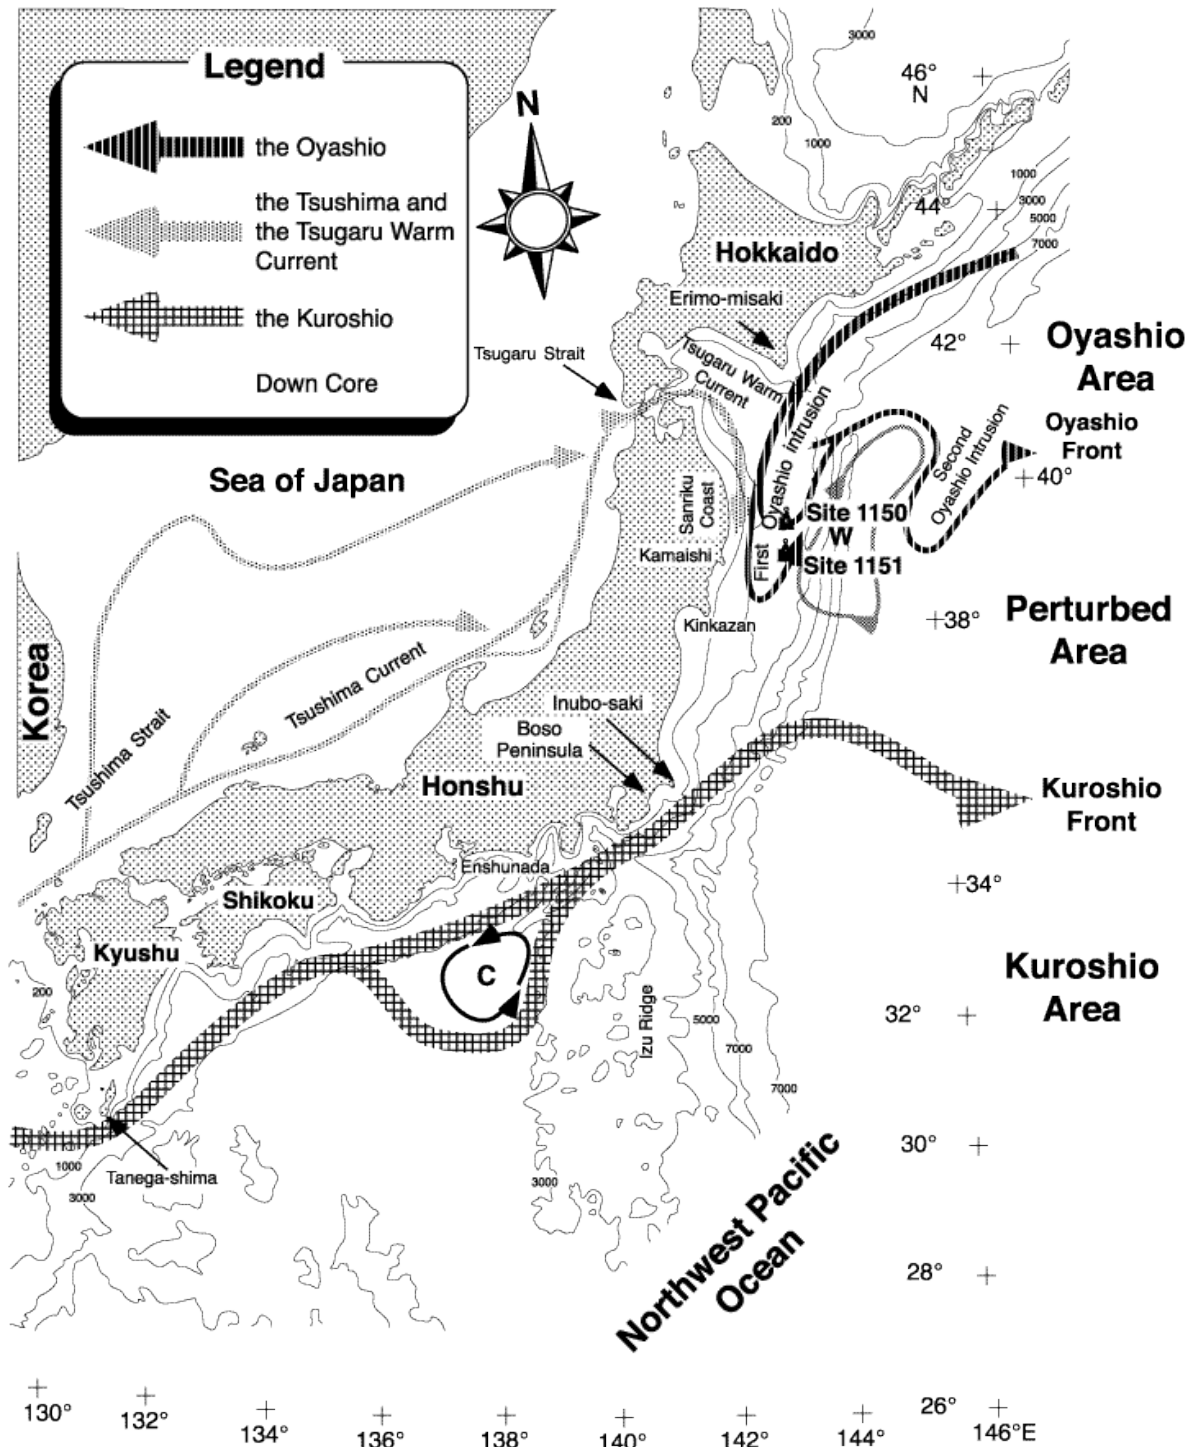 Legend
the Oyashio
the Tsushima and
the Tsugaru Warm
Current
the Kuroshio
Down Core
N
3000
46°
N
200
1000
1000
44°
3000
5000
7000
Hokkaido
Erimo-misaki
42°
Oyashio
Area
Tsugaru Strait
Tsugaru Warm
Current
Oyashio
Front
40°
Sea of Japan
Sanriku
Coast
First Oyashio Intrusion
Second
Oyashio Intrusion
Site 1150
W
Site 1151
Kamaishi
Kinkazan
38°
Perturbed
Area
Korea
Tsushima Strait
Tsushima Current
Inubo-saki
Boso
Peninsula
Honshu
Kuroshio
Front
Enshunada
34°
Shikoku
Kyushu
C
Kuroshio
Area
200
Izu Ridge
5000
32°
7000
7000
30°
1000
3000
Tanega-shima
3000
Northwest Pacific
Ocean
28°
26°
130°
132°
134°
136°
138°
140°
142°
144°
146°E